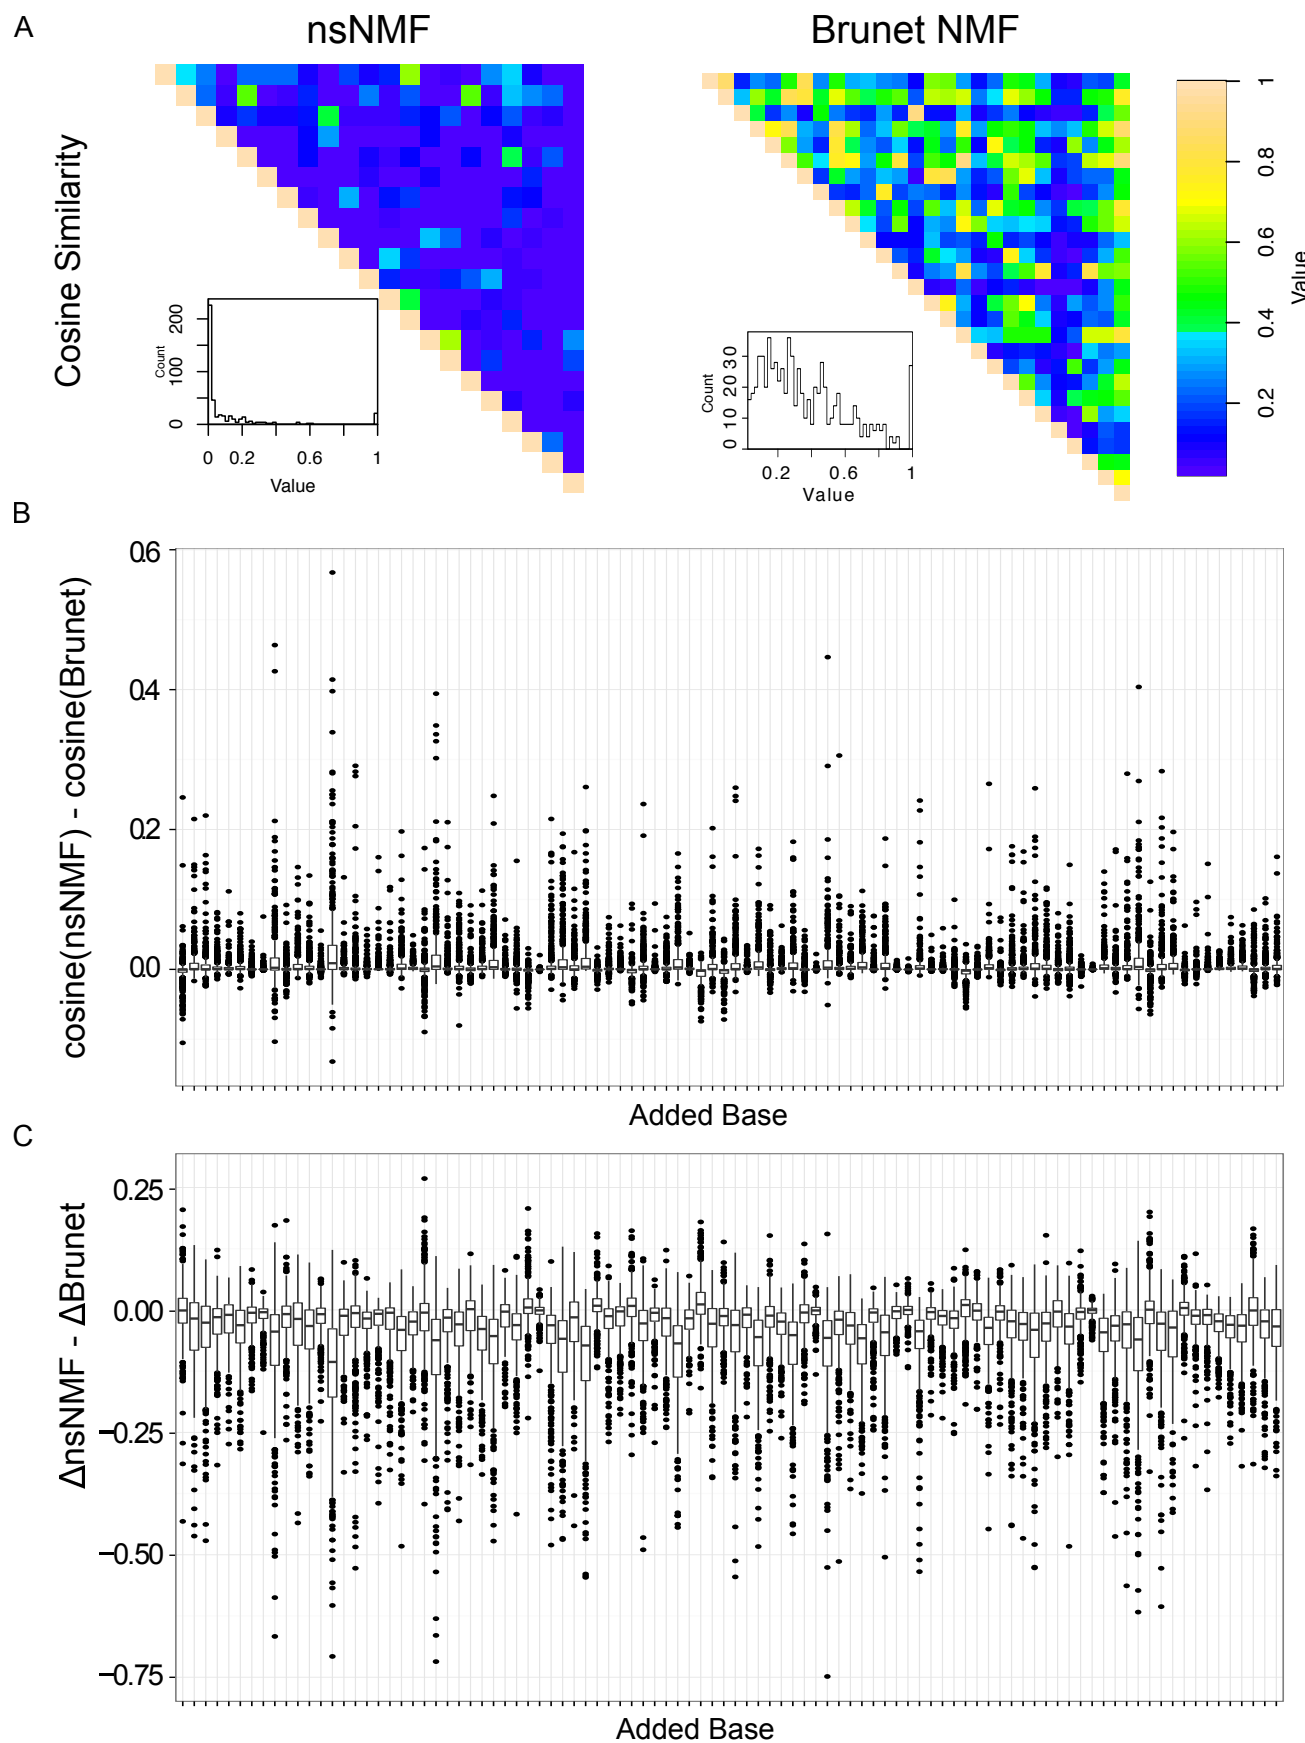 A
nsNMF
Brunet NMF
Cosine Similarity
1
0.8
0.6
0.4
0.2
Value
200
100
0
Count
0 0.2 0.6 1
Value
30
20
10
0
Count
0.2 0.6 1
Value
B
0.6
0.4
0.2
0.0
cosine(nsNMF) - cosine(Brunet)
Added Base
C
0.25
0.00
−0.25
−0.50
−0.75
ΔnsNMF - ΔBrunet
Added Base